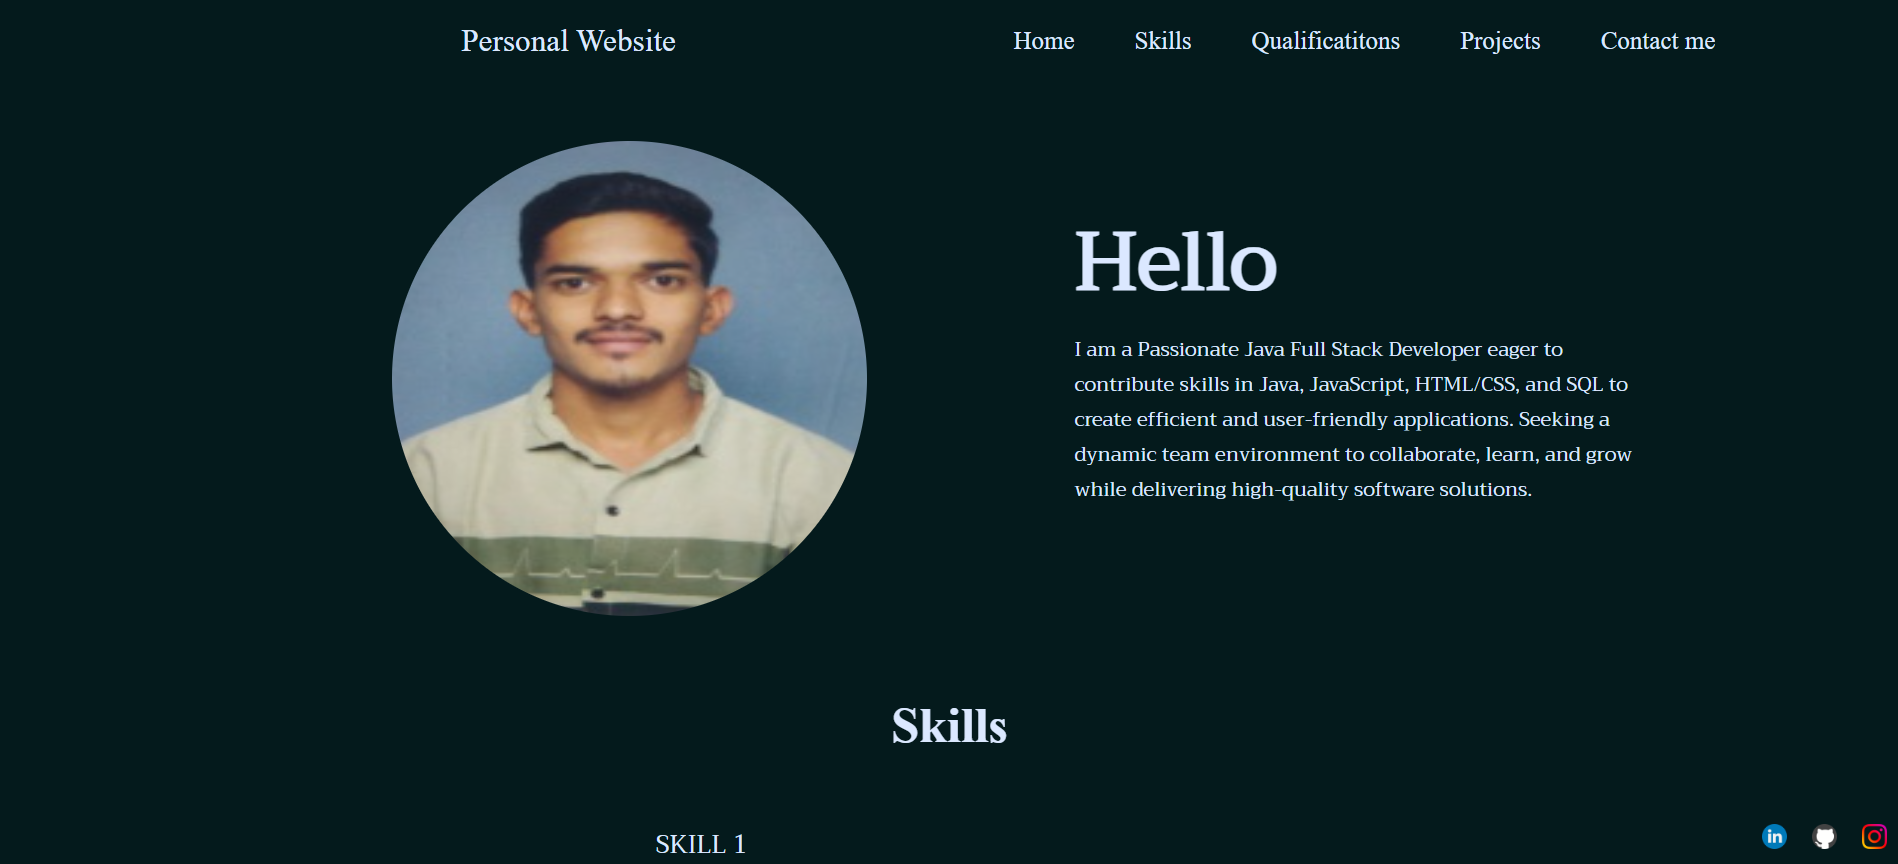 Personal Website
Home Skills Qualificatitons Projects Contact me
Hello
I am a Passionate Java Full Stack Developer eager to
contribute skills in Java, JavaScript, HTML/CSS, and SQL to
create efficient and user-friendly applications. Seeking a
dynamic team environment to collaborate, learn, and grow
while delivering high-quality software solutions.
Skills
SKILL 1
in